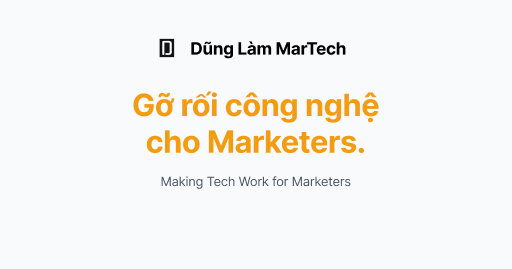 Dũng Làm MarTech
Gỡ rối công nghệ
cho Marketers.
Making Tech Work for Marketers